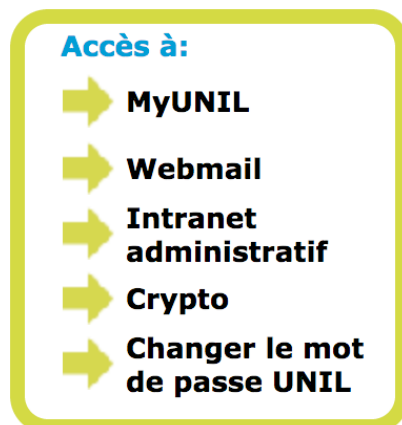 Accès à:
MyUNIL
Webmail
Intranet
administratif
Crypto
Changer le mot
de passe UNIL